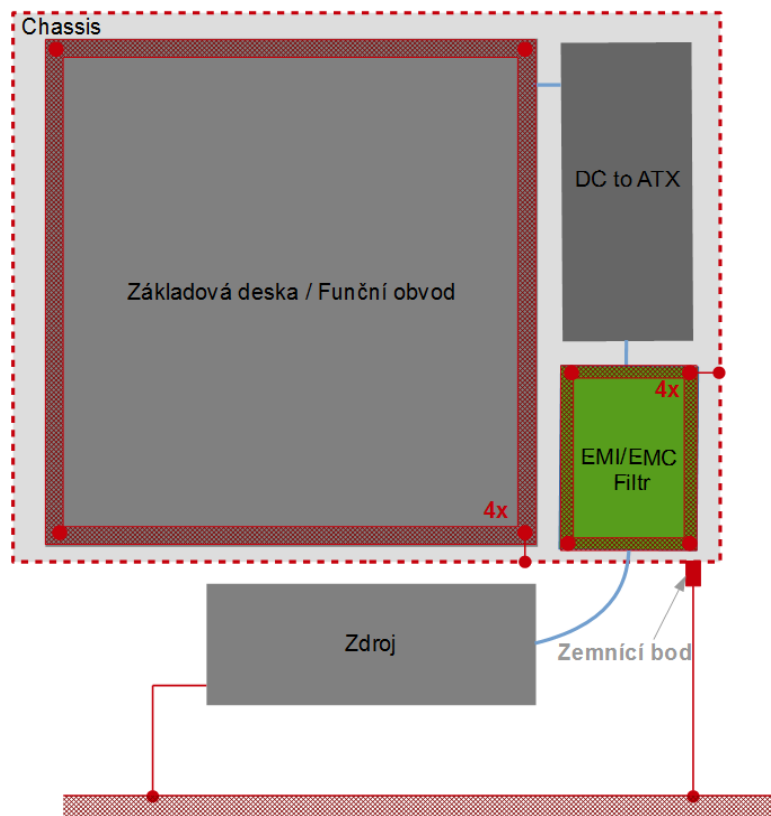 Chassis
DC to ATX
Základová deska / Funční obvod
4x
EMI/EMC
Filtr
4x
Zdroj
Zemnící bod